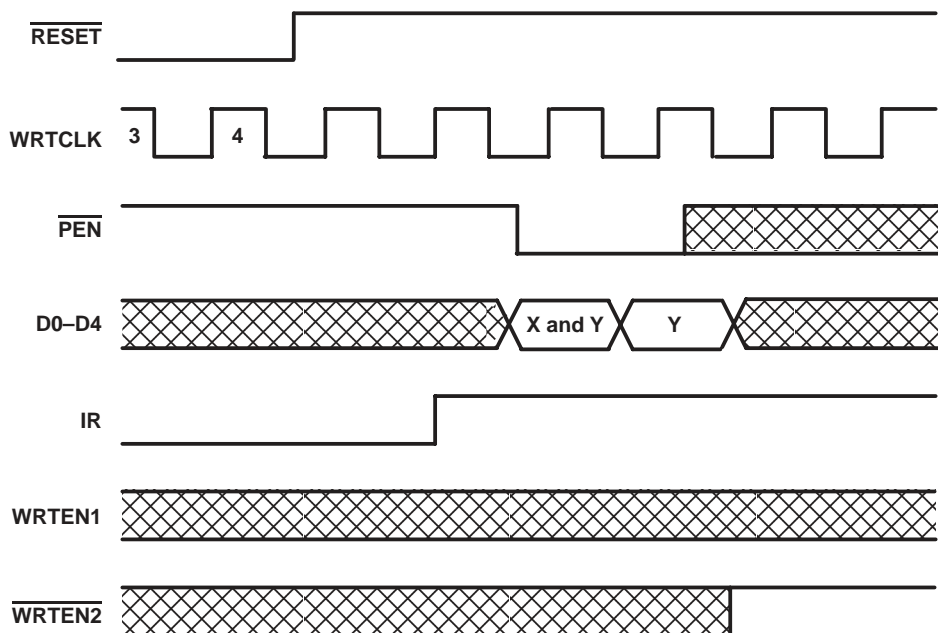 RESET
WRTCLK 3 4
PEN
D0–D4 X and Y Y
IR
WRTEN1
WRTEN2